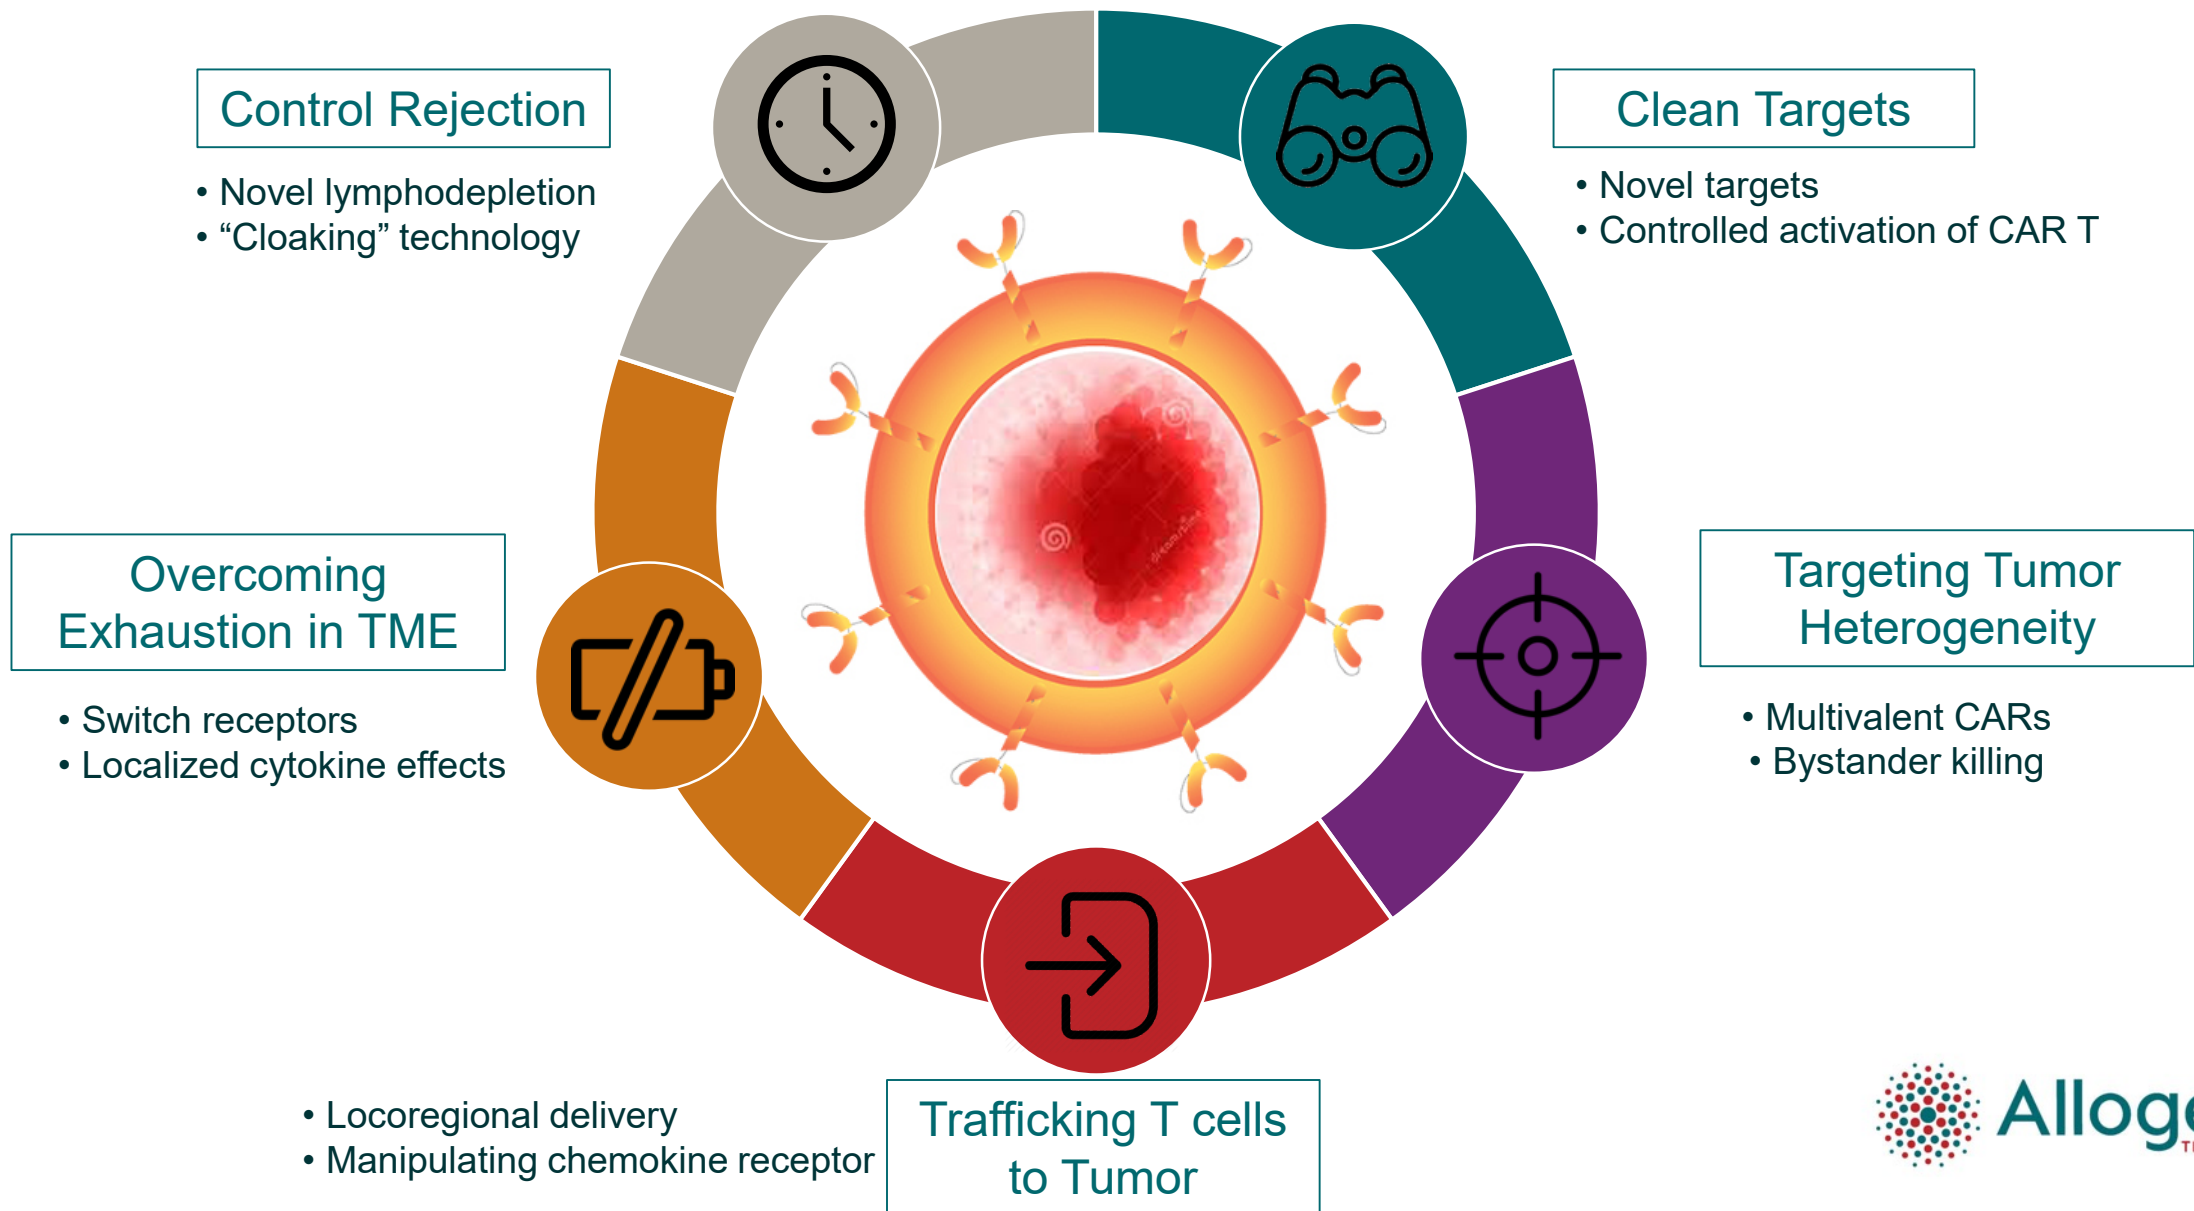 Control Rejection
• Novel lymphodepletion
• “Cloaking” technology
Clean Targets
• Novel targets
• Controlled activation of CAR T
Overcoming
Exhaustion in TME
• Switch receptors
• Localized cytokine effects
Targeting Tumor
Heterogeneity
• Multivalent CARs
• Bystander killing
• Locoregional delivery
• Manipulating chemokine receptor
Trafficking T cells
to Tumor